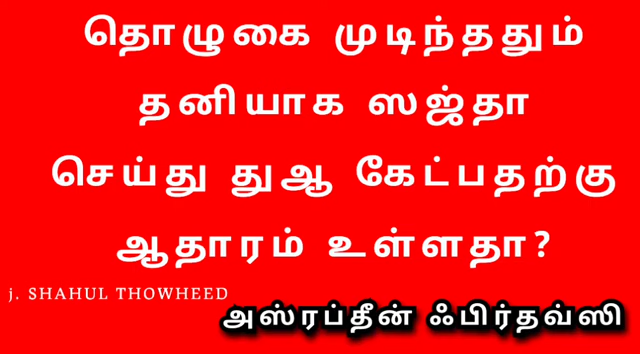 தொழுகை முடிந்ததும்
தனியாக ஸஜ்தா
செய்து துஆ கேட்பதற்கு
ஆதாரம் உள்ளதா?
j. SHAHUL THOWHEED
அஸ்ரப்தீன் ஃபிர்தவ்ஸி